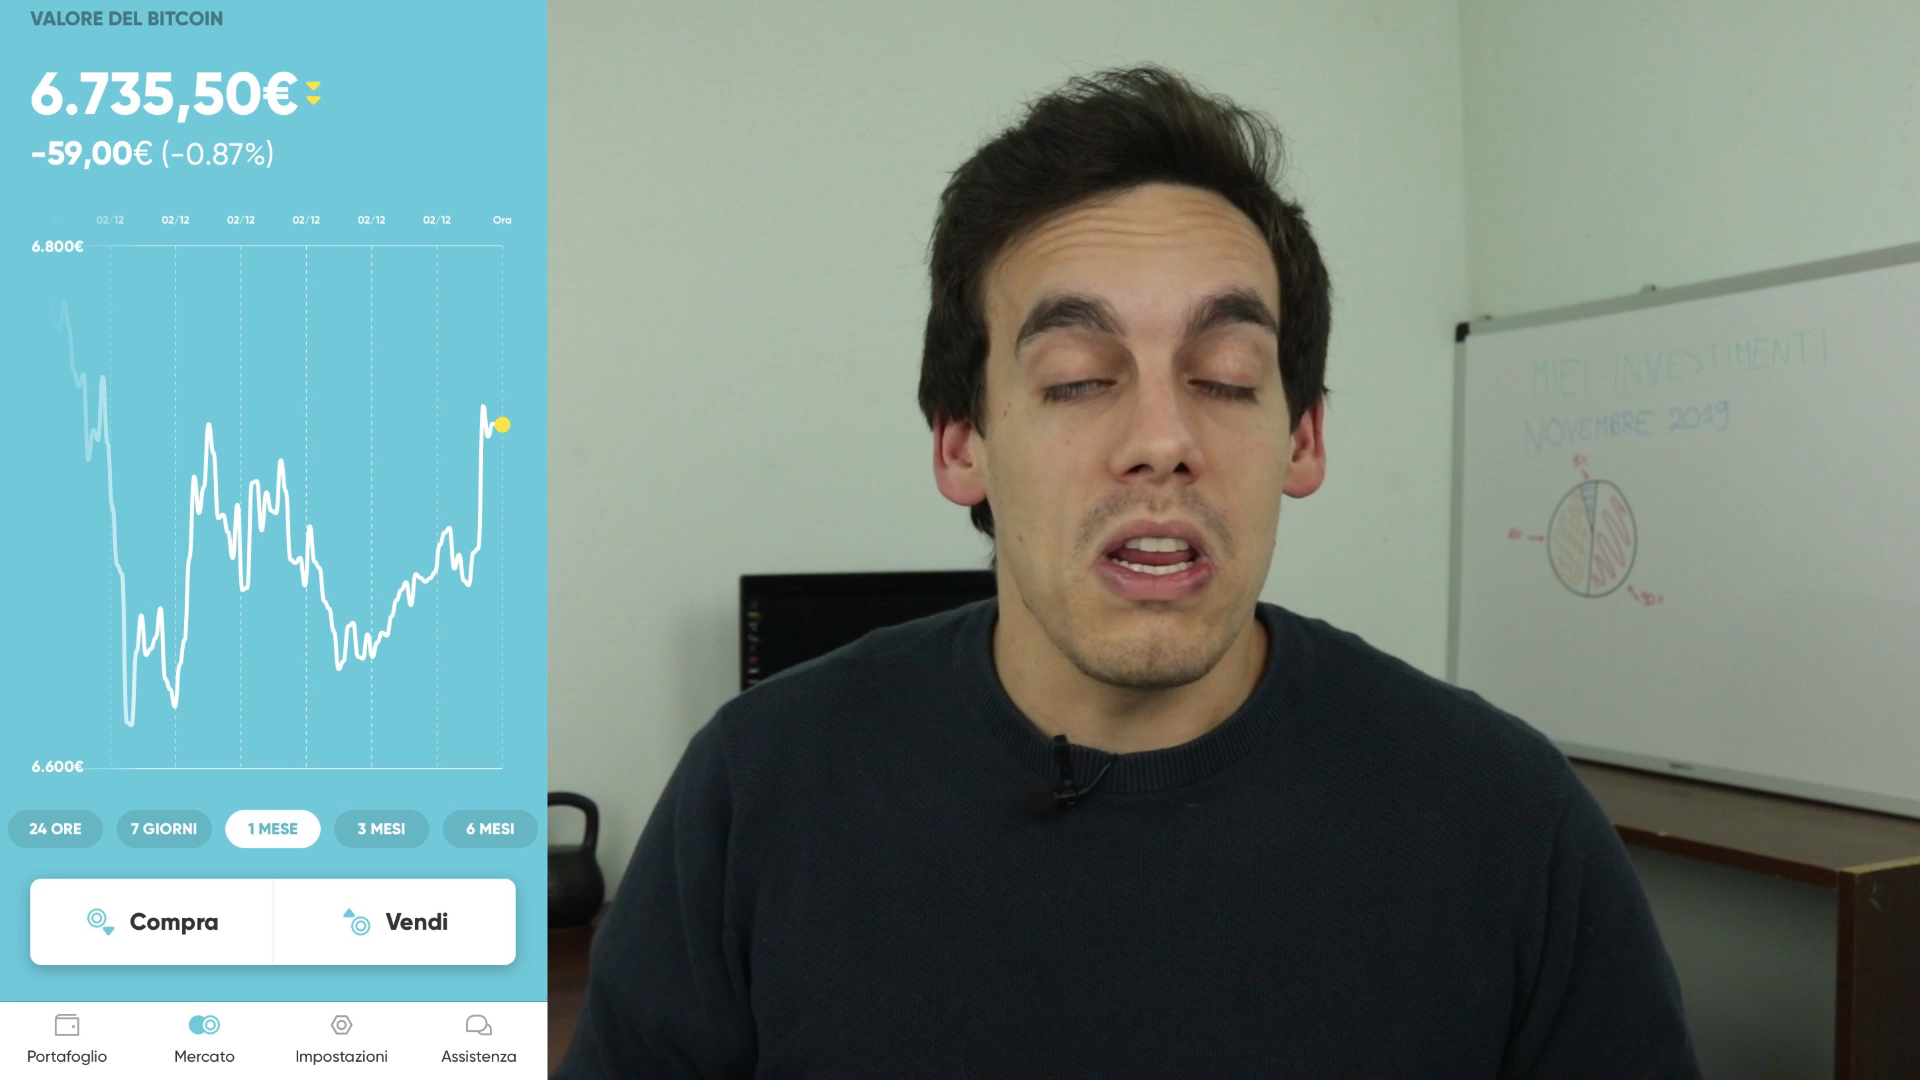 VALORE DEL BITCOIN
6.735,50€
-59,00€ (-0.87%)
02/12 02/12 02/12 02/12 02/12 02/12 Ora
6.800€
6.600€
24 ORE 7 GIORNI 1 MESE 3 MESI 6 MESI
Compra Vendi
Portafoglio Mercato Impostazioni Assistenza
MIEI INVESTIMENTI
NOVEMBRE 2019